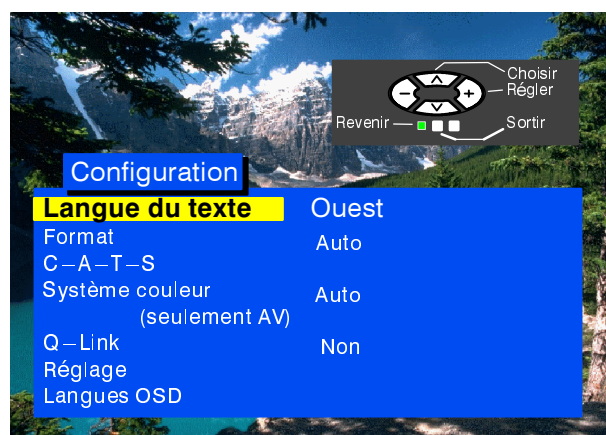 Choisir
Régler
Revenir
Sortir
Configuration
Langue du texte Ouest
Format Auto
C–A–T–S
Système couleur Auto
(seulement AV)
Q–Link Non
Réglage
Langues OSD